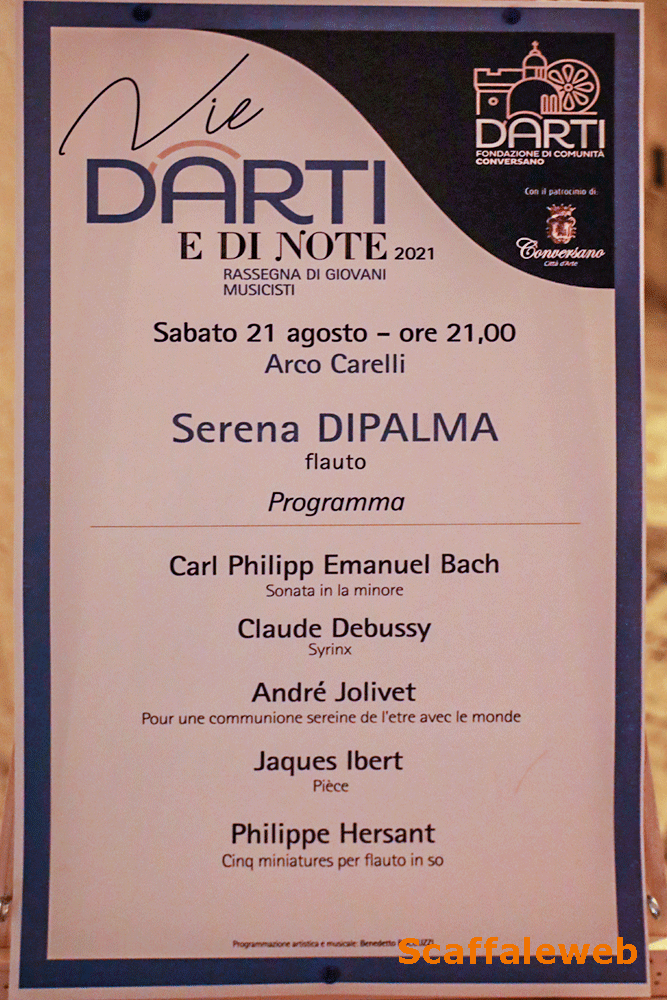 Vie
D'ARTI
E DI NOTE 2021
RASSEGNA DI GIOVANI
MUSICISTI
D'ARTI
FONDAZIONE DI COMUNITÀ
CONVERSANO
Con il patrocinio di:
Conversano
Città d'Arte
Sabato 21 agosto – ore 21,00
Arco Carelli
Serena DIPALMA
flauto
Programma
Carl Philipp Emanuel Bach
Sonata in la minore
Claude Debussy
Syrinx
André Jolivet
Pour une communione sereine de l'etre avec le monde
Jaques Ibert
Pièce
Philippe Hersant
Cinq miniatures per flauto in so
Programmazione artistica e musicale: Benedetto
Scaffaleweb